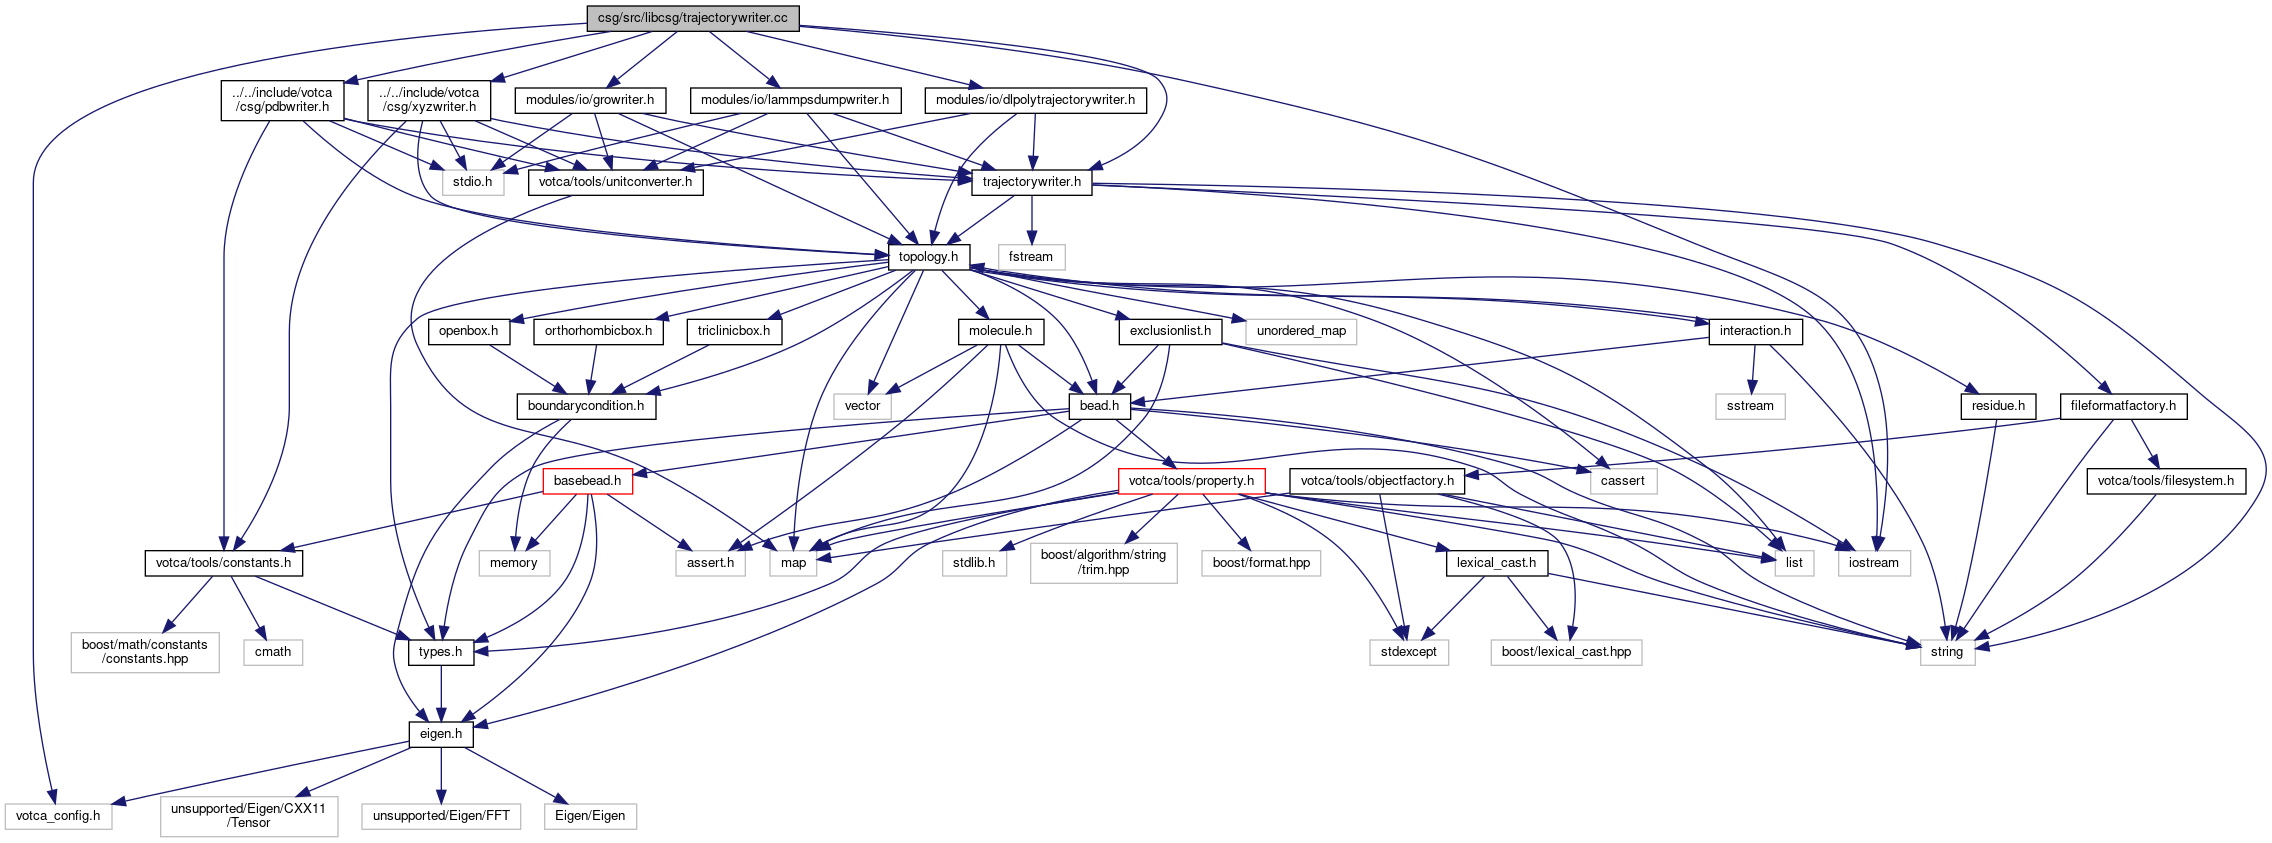 csg/src/libcsg/trajectorywriter.cc
../../include/votca
/csg/pdbwriter.h
../../include/votca
/csg/xyzwriter.h
modules/io/growriter.h
modules/io/lammpsdumpwriter.h
modules/io/dlpolytrajectorywriter.h
stdio.h
votca/tools/unitconverter.h
trajectorywriter.h
topology.h
fstream
openbox.h
orthorhombicbox.h
triclinicbox.h
molecule.h
exclusionlist.h
unordered_map
interaction.h
boundarycondition.h
vector
bead.h
sstream
residue.h
fileformatfactory.h
basebead.h
votca/tools/property.h
votca/tools/objectfactory.h
cassert
votca/tools/filesystem.h
votca/tools/constants.h
memory
assert.h
map
stdlib.h
boost/algorithm/string
/trim.hpp
boost/format.hpp
lexical_cast.h
list
iostream
boost/math/constants
/constants.hpp
cmath
types.h
stdexcept
boost/lexical_cast.hpp
string
eigen.h
votca_config.h
unsupported/Eigen/CXX11
/Tensor
unsupported/Eigen/FFT
Eigen/Eigen